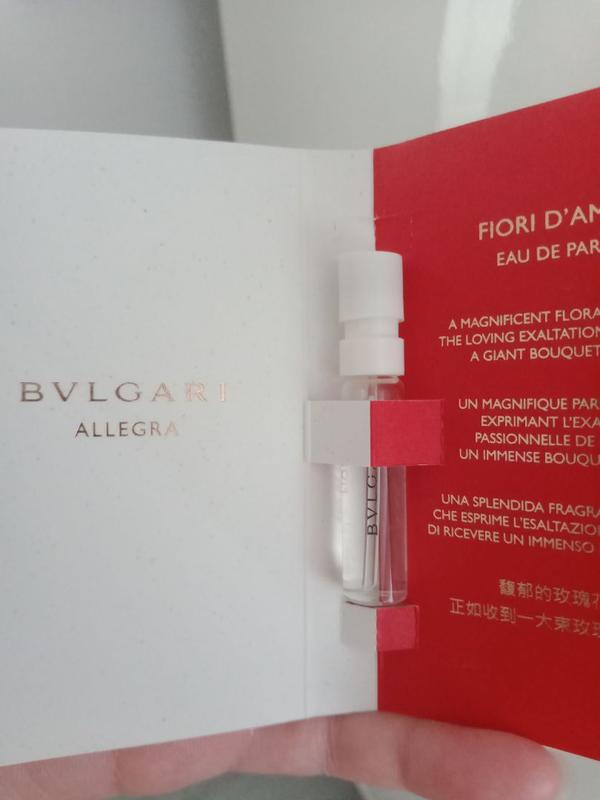 BVLGARI
ALLEGRA
BVLG
FIORI D'AM
EAU DE PAR
A MAGNIFICENT FLORA
THE LOVING EXALTATION
A GIANT BOUQUET
UN MAGNIFIQUE PAR
EXPRIMANT L'EXA
PASSIONNELLE DE
UN IMMENSE BOUQU
UNA SPLENDIDA FRAGRA
CHE ESPRIME L'ESALTAZIO
DI RICEVERE UN IMMENSO
馥郁的玫瑰花
正如收到一大束玫瑰